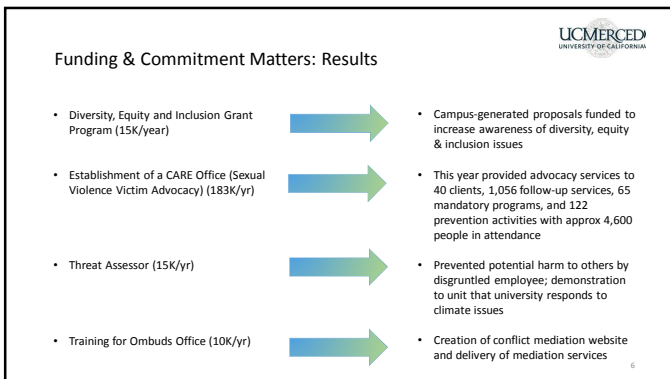 UCMERCED
UNIVERSITY OF CALIFORNIA
Funding & Commitment Matters: Results
• Diversity, Equity and Inclusion Grant
Program (15K/year)
• Campus-generated proposals funded to
increase awareness of diversity, equity
& inclusion issues
• Establishment of a CARE Office (Sexual
Violence Victim Advocacy) (183K/yr)
• This year provided advocacy services to
40 clients, 1,056 follow-up services, 65
mandatory programs, and 122
prevention activities with approx 4,600
people in attendance
• Threat Assessor (15K/yr)
• Prevented potential harm to others by
disgruntled employee; demonstration
to unit that university responds to
climate issues
• Training for Ombuds Office (10K/yr)
• Creation of conflict mediation website
and delivery of mediation services
6